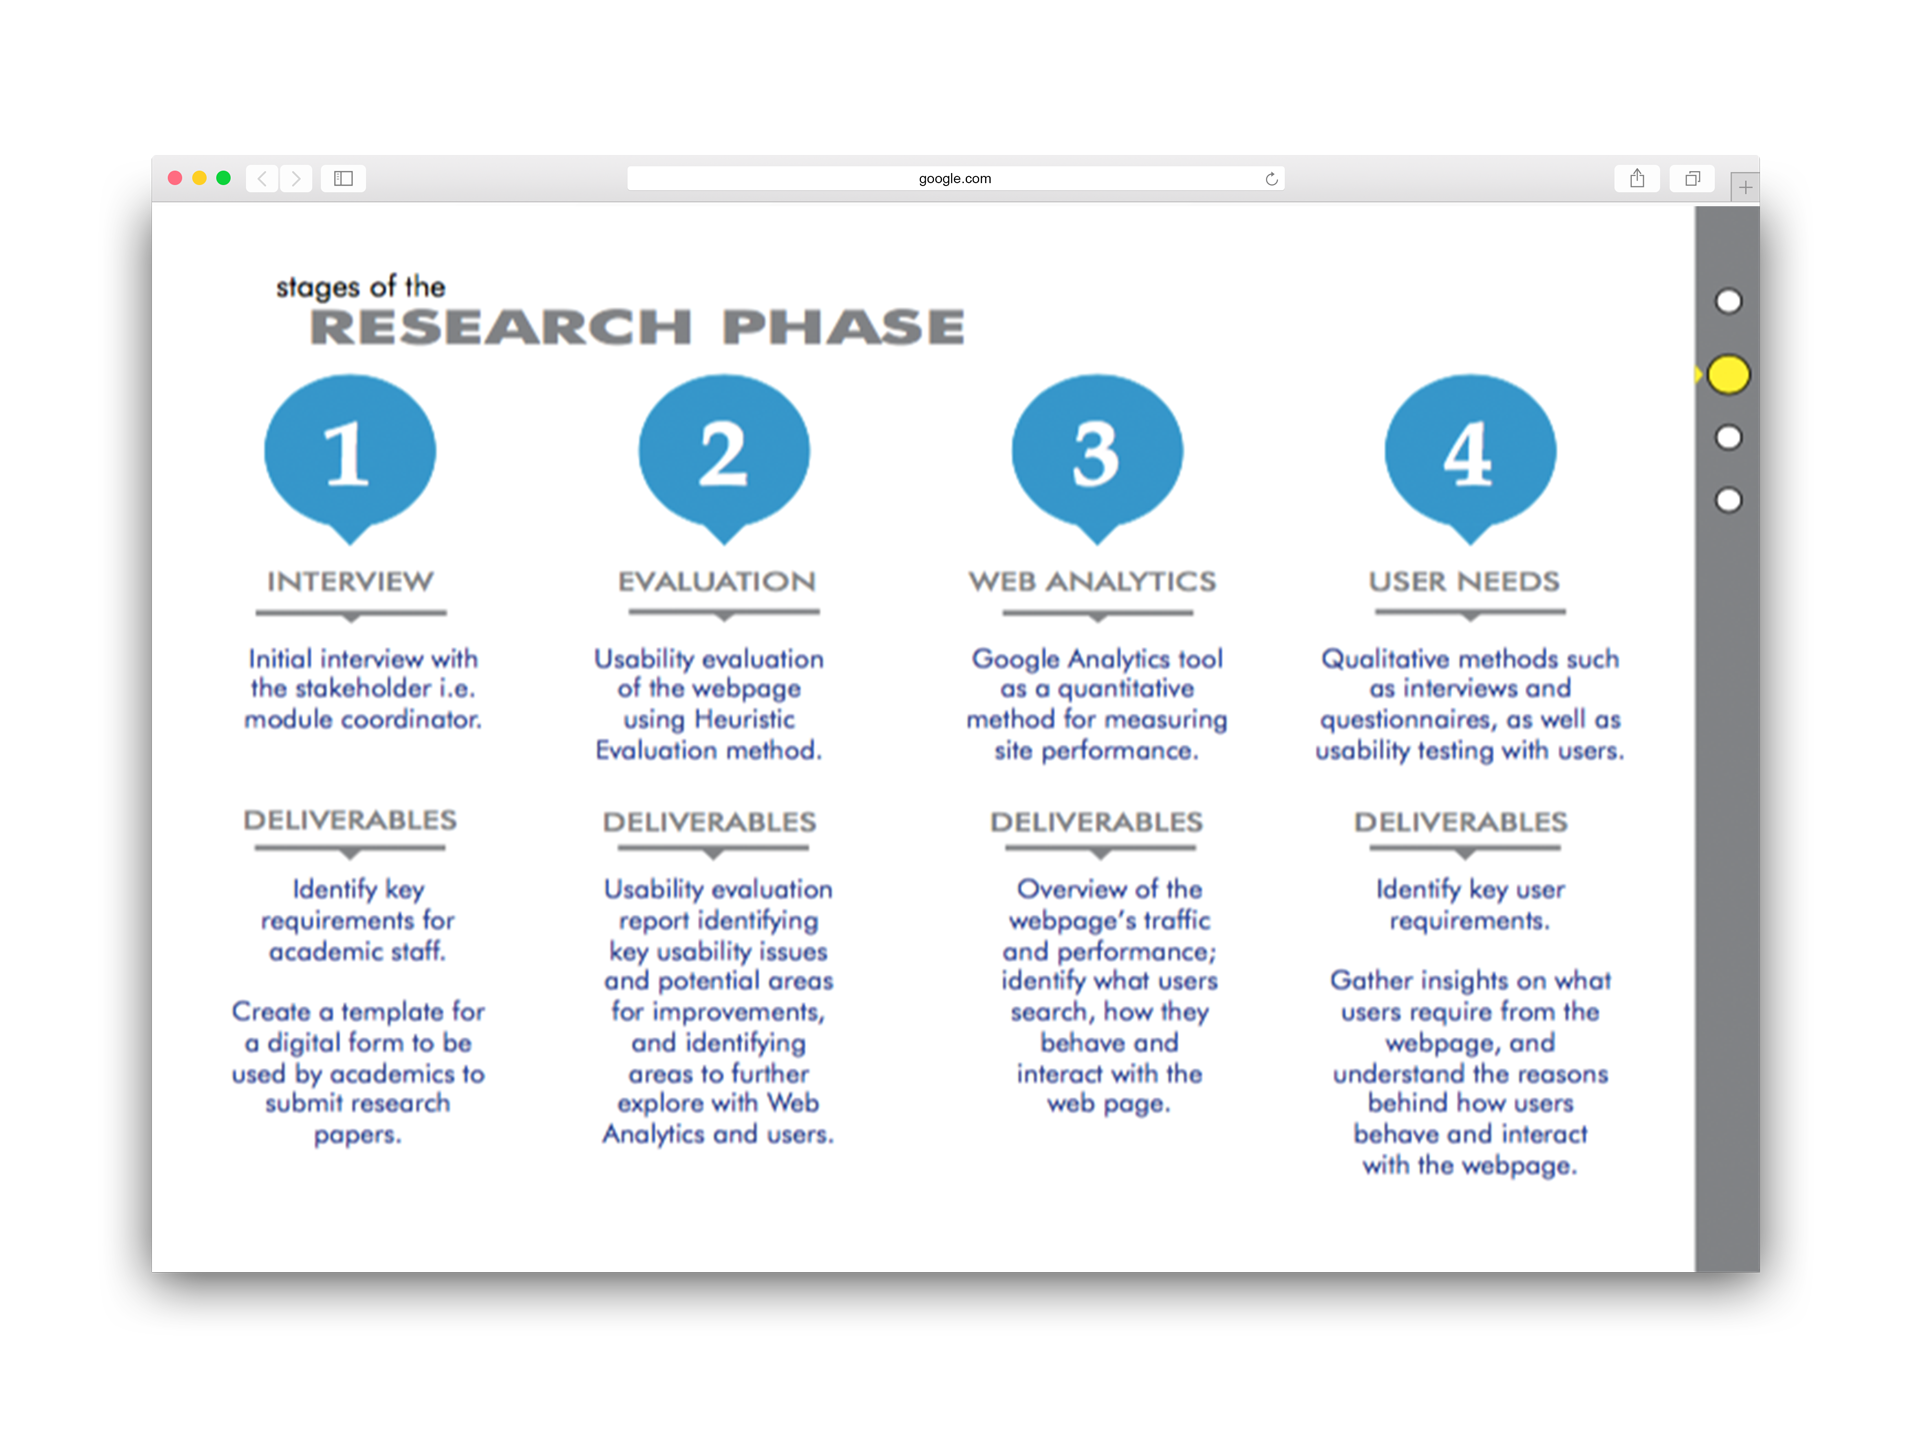 google.com
stages of the
RESEARCH PHASE
1
INTERVIEW
Initial interview with
the stakeholder i.e.
module coordinator.
DELIVERABLES
Identify key
requirements for
academic staff.
Create a template for
a digital form to be
used by academics to
submit research
papers.
2
EVALUATION
Usability evaluation
of the webpage
using Heuristic
Evaluation method.
DELIVERABLES
Usability evaluation
report identifying
key usability issues
and potential areas
for improvements,
and identifying
areas to further
explore with Web
Analytics and users.
3
WEB ANALYTICS
Google Analytics tool
as a quantitative
method for measuring
site performance.
DELIVERABLES
Overview of the
webpage's traffic
and performance;
identify what users
search, how they
behave and
interact with the
web page.
4
USER NEEDS
Qualitative methods such
as interviews and
questionnaires, as well as
usability testing with users.
DELIVERABLES
Identify key user
requirements.
Gather insights on what
users require from the
webpage, and
understand the reasons
behind how users
behave and interact
with the webpage.